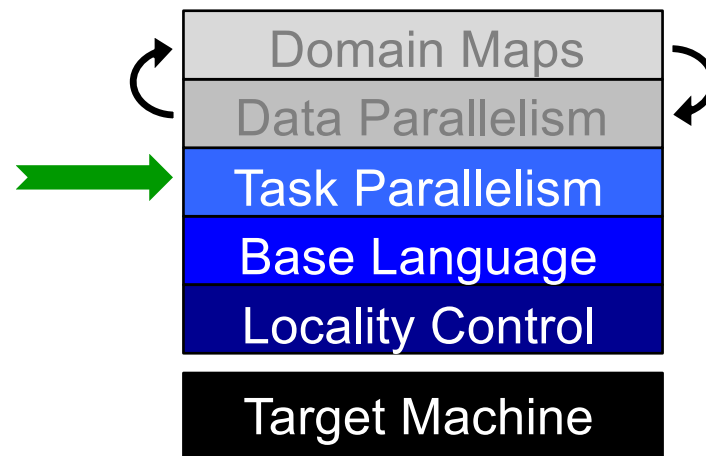 Domain Maps
Data Parallelism
Task Parallelism
Base Language
Locality Control
Target Machine